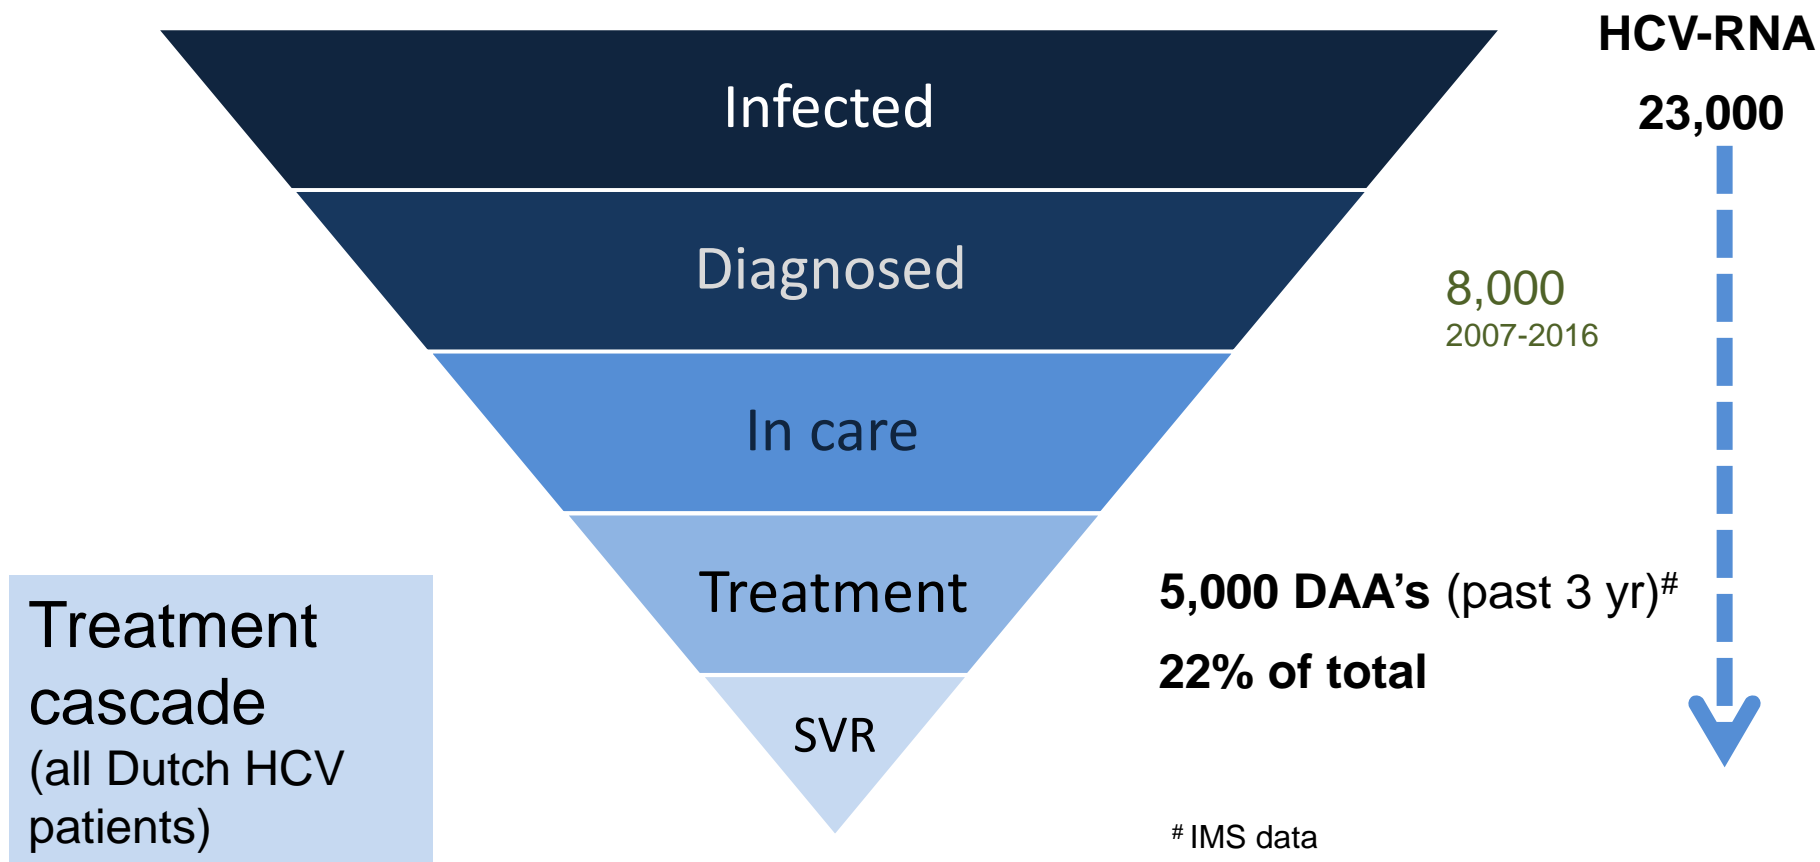 HCV-RNA
23,000
Infected
Diagnosed
8,000
2007-2016
In care
Treatment
5,000 DAA's (past 3 yr)#
22% of total
SVR
# IMS data
Treatment
cascade
(all Dutch HCV
patients)